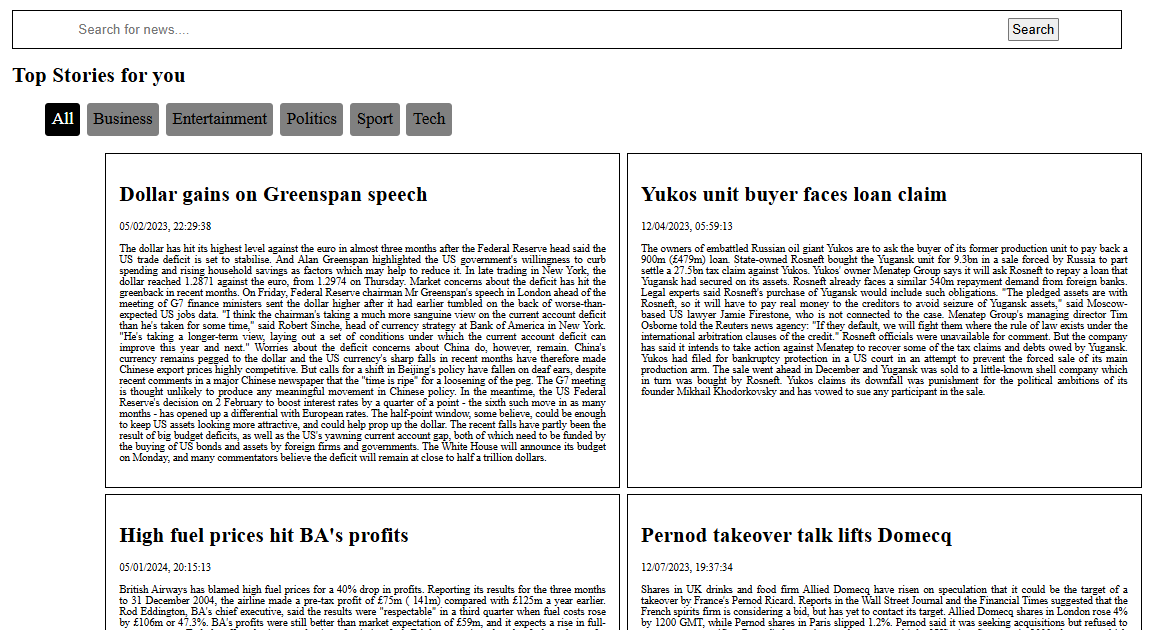 Search for news....
Search
Top Stories for you
All
Business
Entertainment
Politics
Sport
Tech
Dollar gains on Greenspan speech
05/02/2023, 22:29:38
The dollar has hit its highest level against the euro in almost three months after the Federal Reserve head said the
US trade deficit is set to stabilise. And Alan Greenspan highlighted the US government's willingness to curb
spending and rising household savings as factors which may help to reduce it. In late trading in New York, the
dollar reached 1.2871 against the euro, from 1.2974 on Thursday. Market concerns about the deficit has hit the
greenback in recent months. On Friday, Federal Reserve chairman Mr Greenspan's speech in London ahead of the
meeting of G7 finance ministers sent the dollar higher after it had earlier tumbled on the back of worse-than-
expected US jobs data. "I think the chairman's taking a much more sanguine view on the current account deficit
than he's taken for some time," said Robert Sinche, head of currency strategy at Bank of America in New York.
"He's taking a longer-term view, laying out a set of conditions under which the current account deficit can
improve this year and next." Worries about the deficit concerns about China do, however, remain. China's
currency remains pegged to the dollar and the US currency's sharp falls in recent months have therefore made
Chinese export prices highly competitive. But calls for a shift in Beijing's policy have fallen on deaf ears, despite
recent comments in a major Chinese newspaper that the "time is ripe" for a loosening of the peg. The G7 meeting
is thought unlikely to produce any meaningful movement in Chinese policy. In the meantime, the US Federal
Reserve's decision on 2 February to boost interest rates by a quarter of a point - the sixth such move in as many
months - has opened up a differential with European rates. The half-point window, some believe, could be enough
to keep US assets looking more attractive, and could help prop up the dollar. The recent falls have partly been the
result of big budget deficits, as well as the US's yawning current account gap, both of which need to be funded by
the buying of US bonds and assets by foreign firms and governments. The White House will announce its budget
on Monday, and many commentators believe the deficit will remain at close to half a trillion dollars.
Yukos unit buyer faces loan claim
12/04/2023, 05:59:13
The owners of embattled Russian oil giant Yukos are to ask the buyer of its former production unit to pay back a
900m (£479m) loan. State-owned Rosneft bought the Yugansk unit for 9.3bn in a sale forced by Russia to part
settle a 27.5bn tax claim against Yukos. Yukos' owner Menatep Group says it will ask Rosneft to repay a loan that
Yugansk had secured on its assets. Rosneft already faces a similar 540m repayment demand from foreign banks.
Legal experts said Rosneft's purchase of Yugansk would include such obligations. "The pledged assets are with
Rosneft, so it will have to pay real money to the creditors to avoid seizure of Yugansk assets," said Moscow-
based US lawyer Jamie Firestone, who is not connected to the case. Menatep Group's managing director Tim
Osborne told the Reuters news agency: "If they default, we will fight them where the rule of law exists under the
international arbitration clauses of the credit." Rosneft officials were unavailable for comment. But the company
has said it intends to take action against Menatep to recover some of the tax claims and debts owed by Yugansk.
Yukos had filed for bankruptcy protection in a US court in an attempt to prevent the forced sale of its main
production arm. The sale went ahead in December and Yugansk was sold to a little-known shell company which
in turn was bought by Rosneft. Yukos claims its downfall was punishment for the political ambitions of its
founder Mikhail Khodorkovsky and has vowed to sue any participant in the sale.
High fuel prices hit BA's profits
05/01/2024, 20:15:13
British Airways has blamed high fuel prices for a 40% drop in profits. Reporting its results for the three months
to 31 December 2004, the airline made a pre-tax profit of £75m ( 141m) compared with £125m a year earlier.
Rod Eddington, BA's chief executive, said the results were "respectable" in a third quarter when fuel costs rose
by £106m or 47.3%. BA's profits were still better than market expectation of £59m, and it expects a rise in full-
Pernod takeover talk lifts Domecq
12/07/2023, 19:37:34
Shares in UK drinks and food firm Allied Domecq have risen on speculation that it could be the target of a
takeover by France's Pernod Ricard. Reports in the Wall Street Journal and the Financial Times suggested that the
French spirits firm is considering a bid, but has yet to contact its target. Allied Domecq shares in London rose 4%
by 1200 GMT, while Pernod shares in Paris slipped 1.2%. Pernod said it was seeking acquisitions but refused to